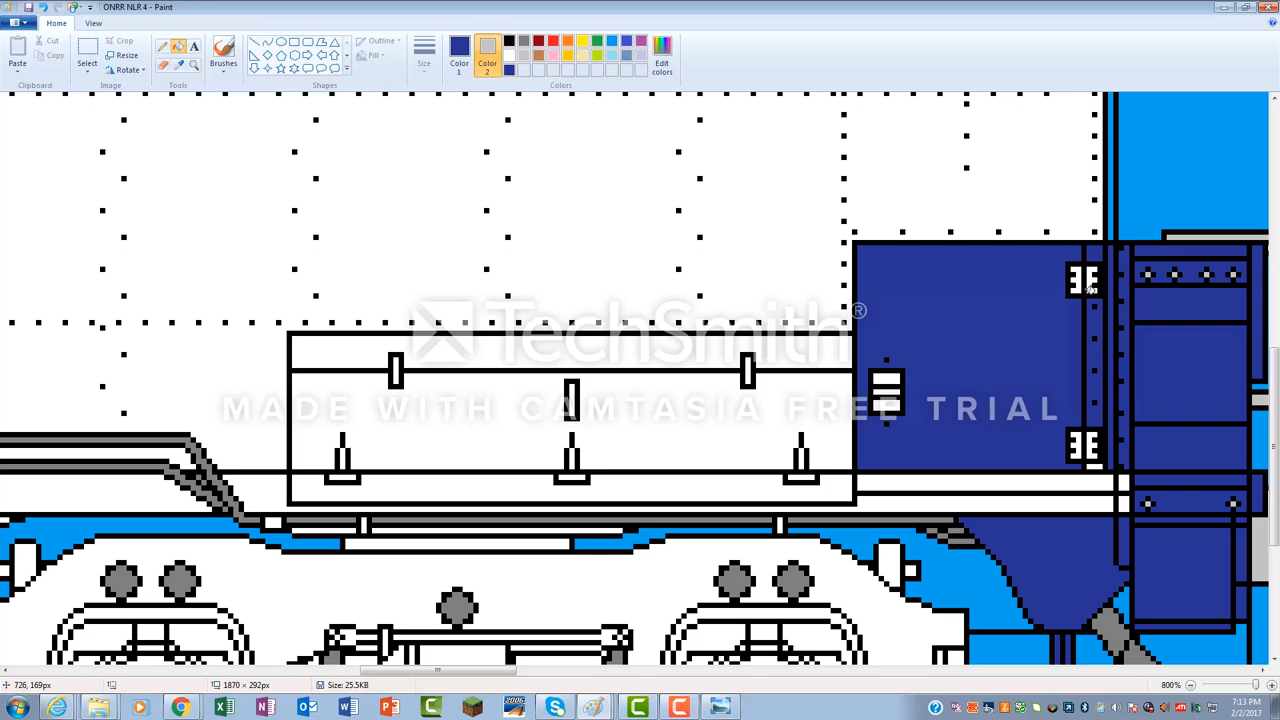 ONRR NLR 4 - Paint
Home View
Paste Cut Copy Select Crop Resize Rotate Brushes Outline Fill Size Color 1 Color 2 Edit colors
Clipboard Image Tools Shapes Colors
TechSmith®
MADE WITH CAMTASIA FREE TRIAL
726, 169px 1870 × 292px Size: 25.5KB 800%
2006 7:13 PM
2/2/2017